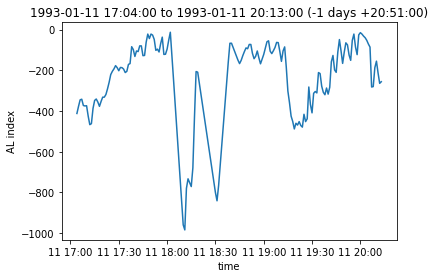 1993-01-11 17:04:00 to 1993-01-11 20:13:00 (-1 days +20:51:00)
0
−200
−400
−600
−800
−1000
AL index
11 17:00 11 17:30 11 18:00 11 18:30 11 19:00 11 19:30 11 20:00
time